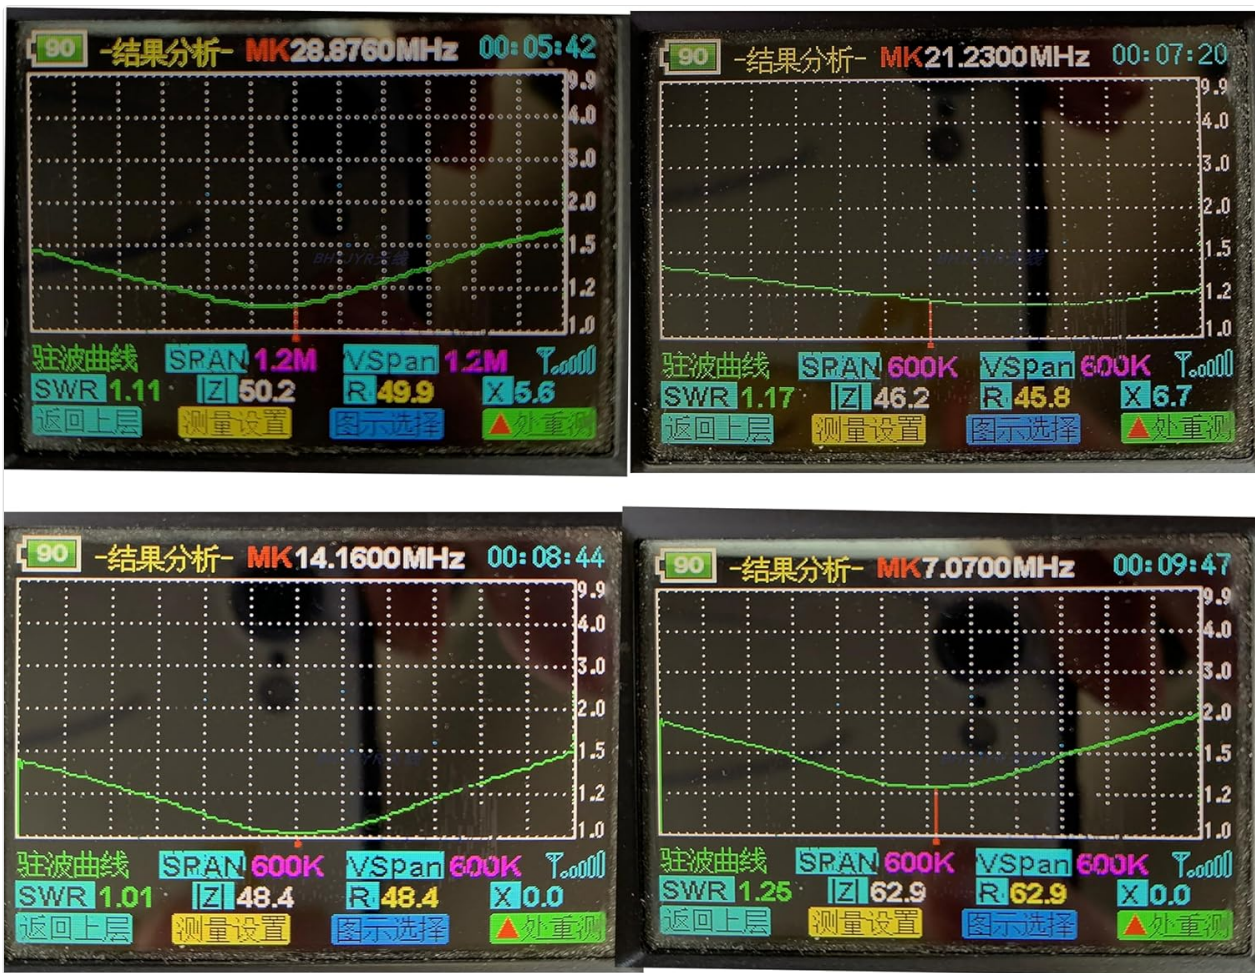 90 -结果分析- MK28.8760MHz 00:05:42
9.9
4.0
3.0
2.0
1.5
1.2
1.0
驻波曲线 SPAN 1.2M VSpan 1.2M
SWR 1.11 |Z| 50.2 R 49.9 X 5.6
返回上层 测量设置 图示选择 ▲处重测
90 -结果分析- MK21.2300MHz 00:07:20
9.9
4.0
3.0
2.0
1.5
1.2
1.0
驻波曲线 SPAN 600K VSpan 600K
SWR 1.17 |Z| 46.2 R 45.8 X 6.7
返回上层 测量设置 图示选择 ▲处重测
90 -结果分析- MK14.1600MHz 00:08:44
9.9
4.0
3.0
2.0
1.5
1.2
1.0
驻波曲线 SPAN 600K VSpan 600K
SWR 1.01 |Z| 48.4 R 48.4 X 0.0
返回上层 测量设置 图示选择 ▲处重测
90 -结果分析- MK7.0700MHz 00:09:47
9.9
4.0
3.0
2.0
1.5
1.2
1.0
驻波曲线 SPAN 600K VSpan 600K
SWR 1.25 |Z| 62.9 R 62.9 X 0.0
返回上层 测量设置 图示选择 ▲处重测